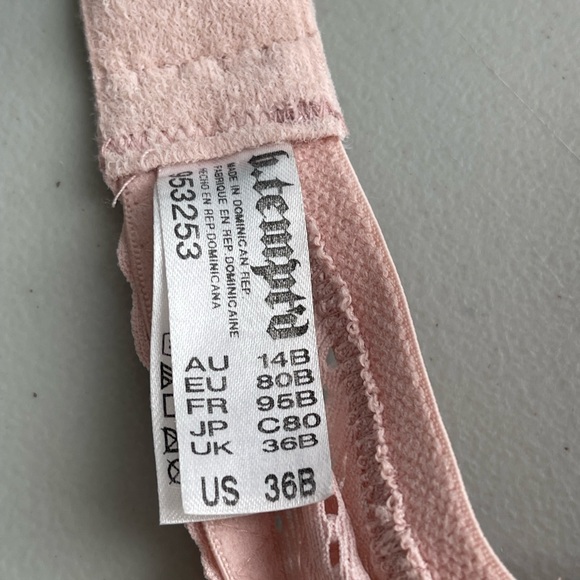 b.tempt'd
MADE IN DOMINICAN REP.
FABRIQUE EN REP. DOMINICAINE
HECHO EN REP. DOMINICANA
953253
AU 14B
EU 80B
FR 95B
JP C80
UK 36B
US 36B